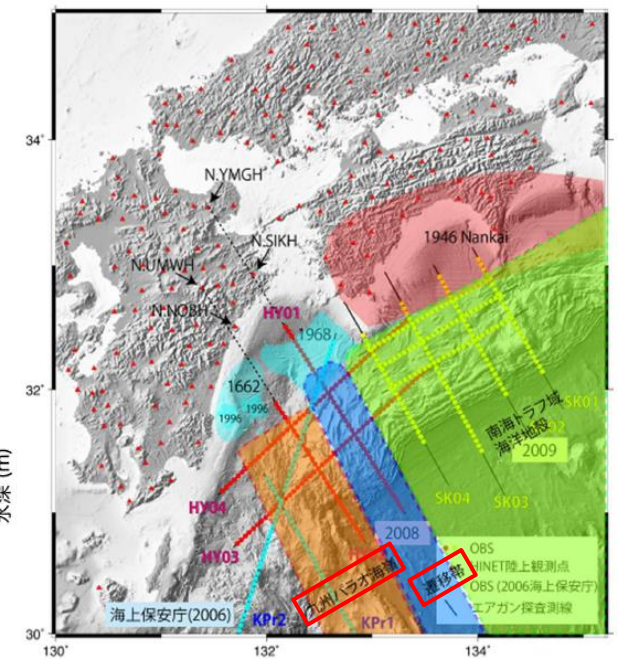 34°
32°
30°
130°
132°
134°
水深 (m)
N.YMGH
N.SIKH
N.UMWH
N.NOBH
1946 Nankai
HY01
1968
1662
1996
1996
HY04
HY03
南海トラフ域
海洋地殻
SK01
2009
SK04
SK03
2008
九州パラオ海嶺
遷移帯
海上保安庁(2006)
KPr2
KPr1
OBS
HINET陸上観測点
OBS (2006海上保安庁)
エアガン探査測線